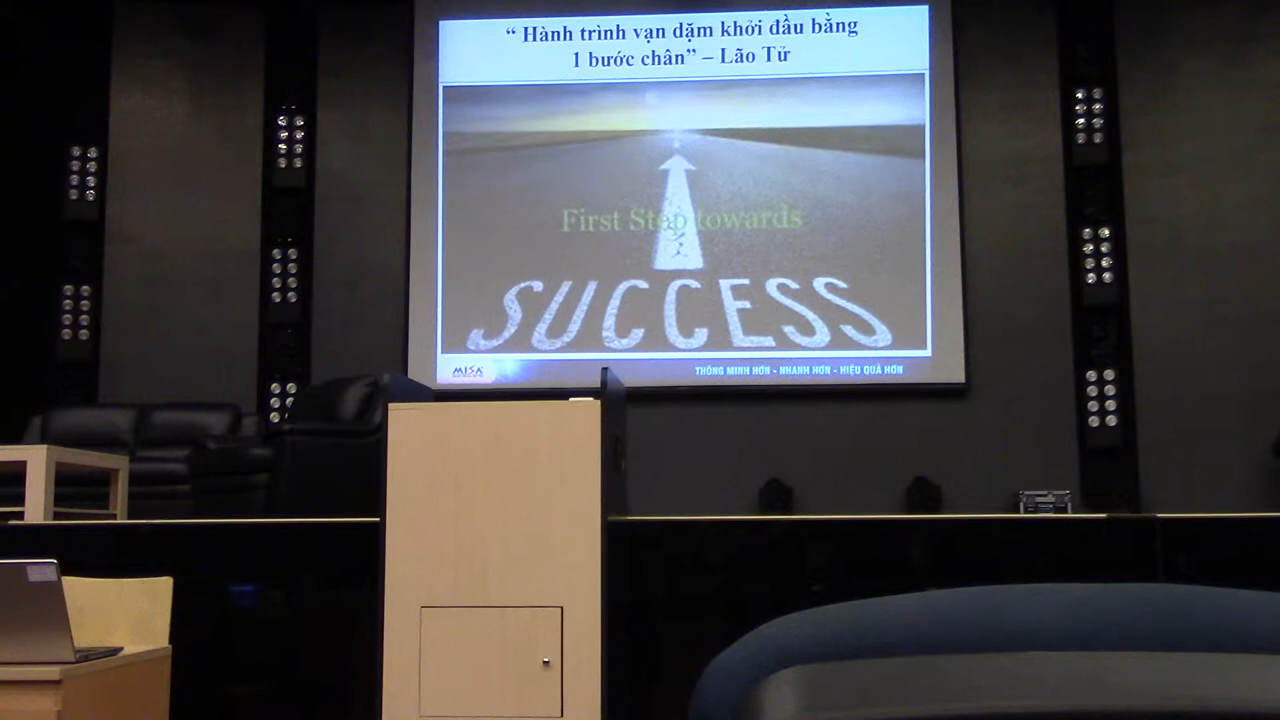 “ Hành trình vạn dặm khởi đầu bằng
1 bước chân” – Lão Tử
First Step towards
SUCCESS
MISA
THÔNG MINH HƠN - NHANH HƠN - HIỆU QUẢ HƠN